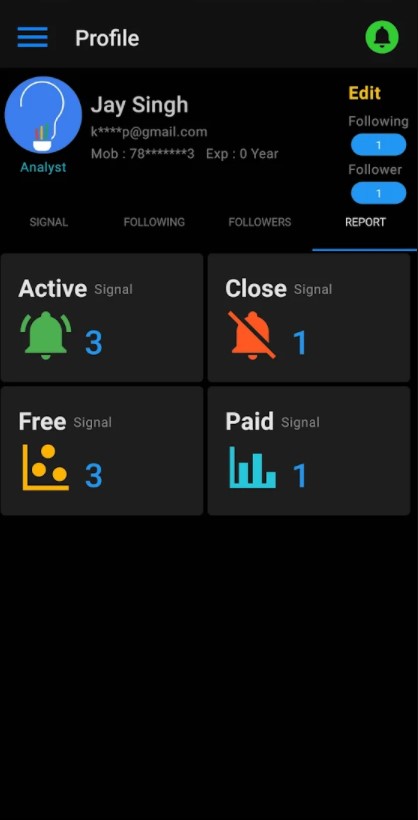 Profile
Jay Singh
Edit
k****p@gmail.com
Following
Mob : 78*******3 Exp : 0 Year
1
Analyst
Follower
1
SIGNAL FOLLOWING FOLLOWERS REPORT
Active Signal
3
Close Signal
1
Free Signal
3
Paid Signal
1